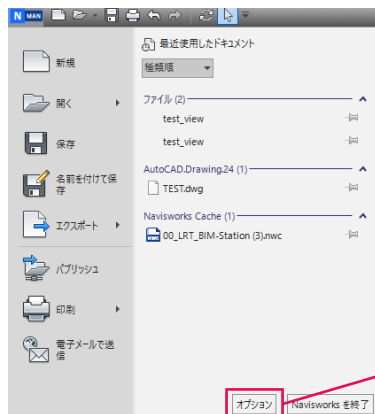 N MAN
最近使用したドキュメント
種類順
新規
開く
保存
名前を付けて保
存
エクスポート
パブリッシュ
印刷
電子メールで送
信
ファイル (2)
test_view
test_view
AutoCAD.Drawing.24 (1)
TEST.dwg
Navisworks Cache (1)
NWC
00_LRT_BIM-Station (3).nwc
オプション
Navisworks を終了